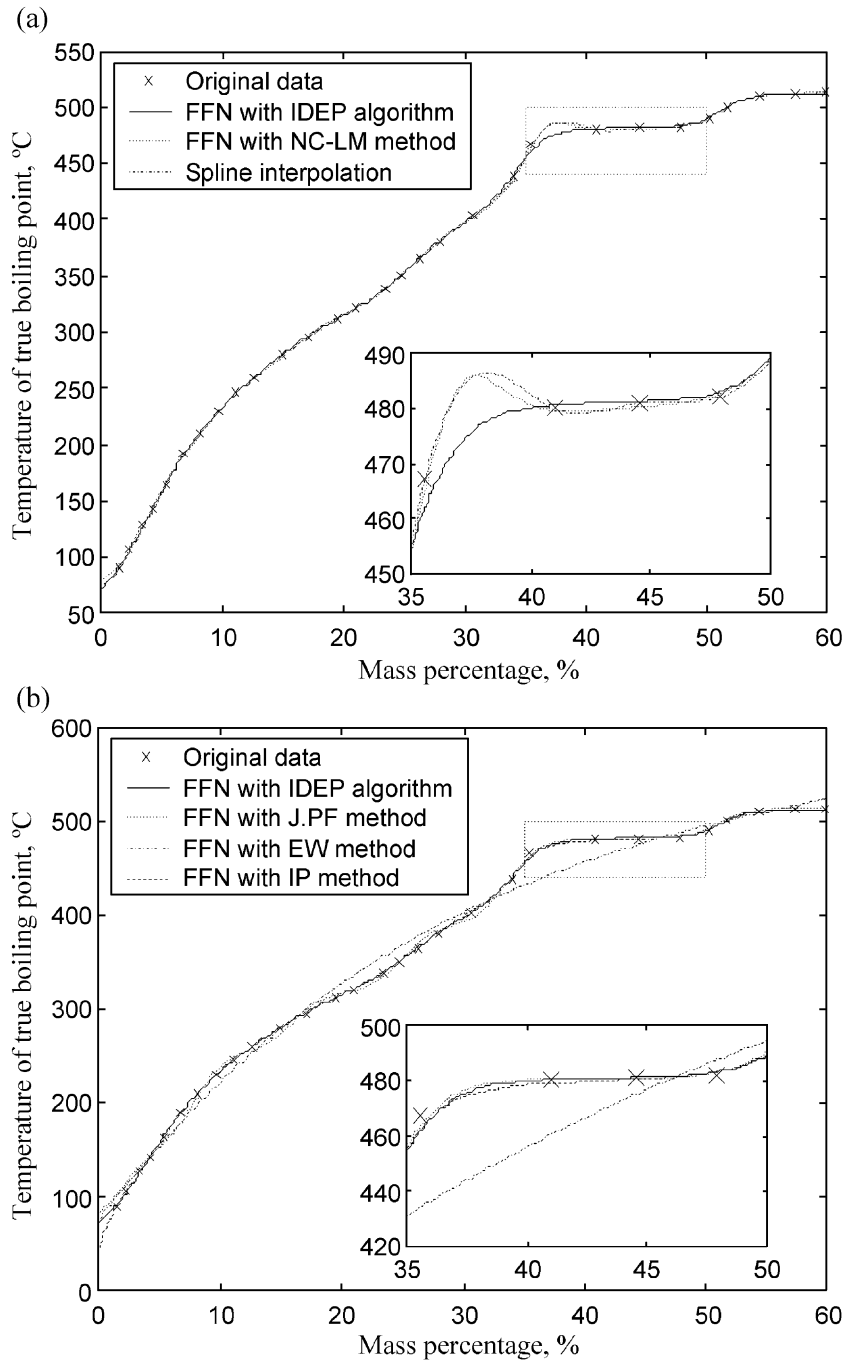 (a)
550
500
450
400
350
300
250
200
150
100
50
Temperature of true boiling point, ºC
Original data
FFN with IDEP algorithm
FFN with NC-LM method
Spline interpolation
490
480
470
460
450
35 40 45 50
0 10 20 30 40 50 60
Mass percentage, %
(b)
600
500
400
300
200
100
0
Temperature of true boiling point, ºC
Original data
FFN with IDEP algorithm
FFN with J.PF method
FFN with EW method
FFN with IP method
500
480
460
440
420
35 40 45 50
0 10 20 30 40 50 60
Mass percentage, %